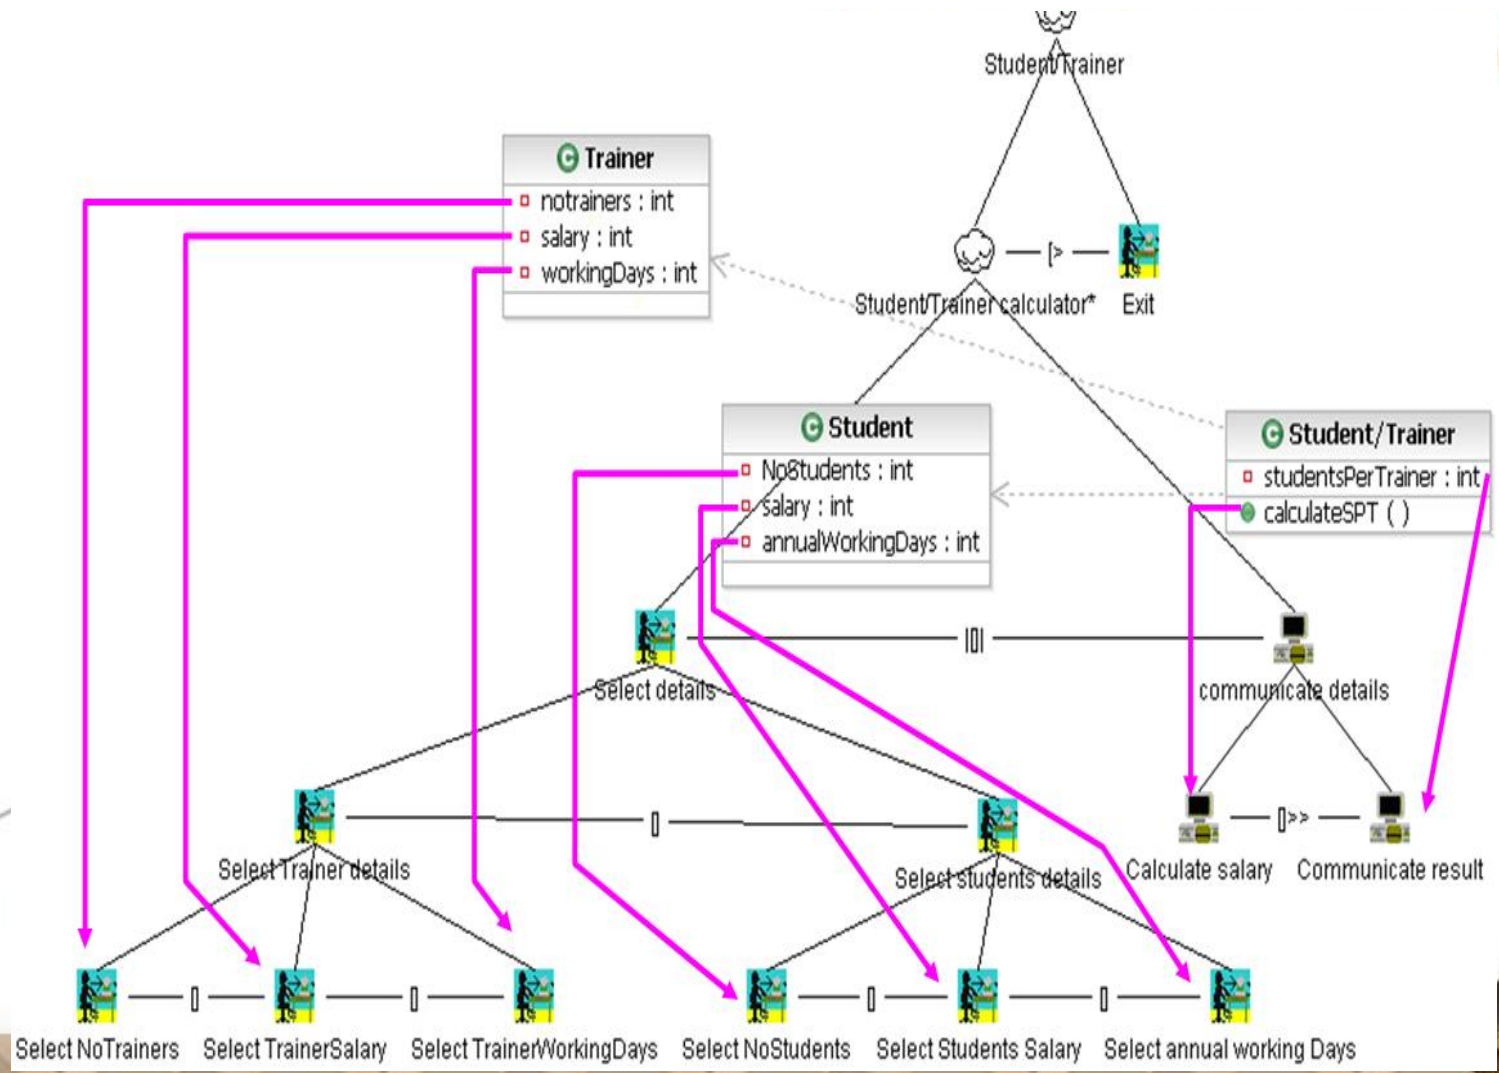 Student/Trainer
Trainer
notrainers : int
salary : int
workingDays : int
[>
Student/Trainer calculator*
Exit
Student
NoStudents : int
salary : int
annualWorkingDays : int
Student/Trainer
studentsPerTrainer : int
calculateSPT ( )
|[]|
Select details
communicate details
[]
[]>>
Select Trainer details
Select students details
Calculate salary
Communicate result
[]
[]
[]
[]
Select NoTrainers
Select TrainerSalary
Select TrainerWorkingDays
Select NoStudents
Select Students Salary
Select annual working Days